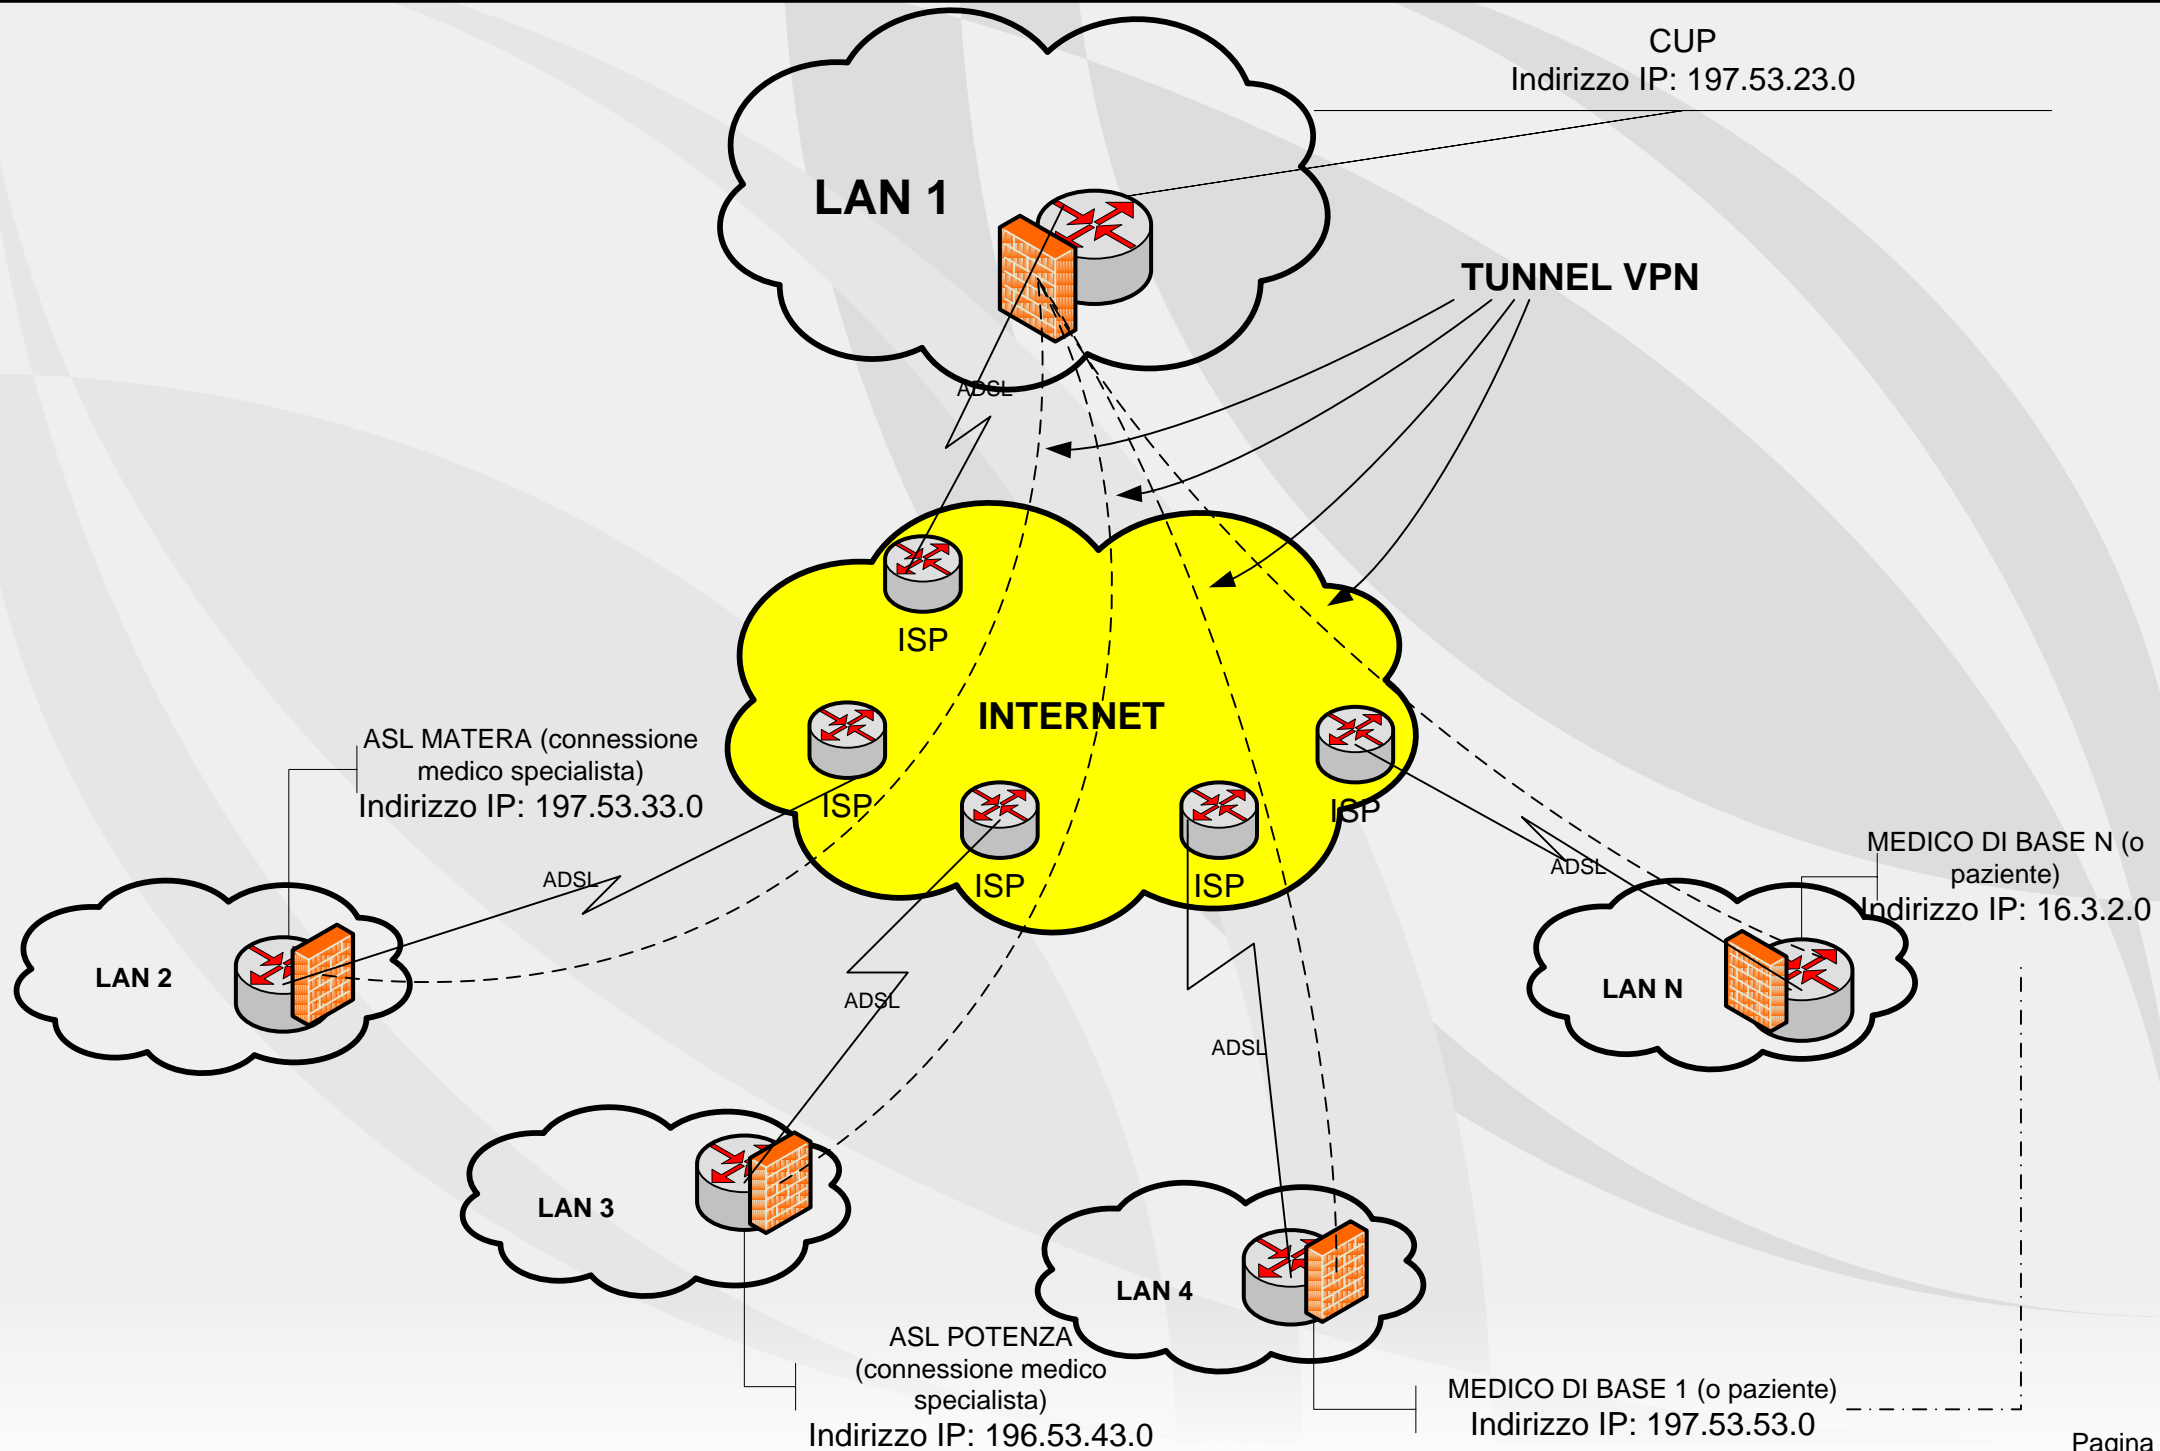 CUP
Indirizzo IP: 197.53.23.0
LAN 1
TUNNEL VPN
ADSL
ISP
INTERNET
ASL MATERA (connessione
medico specialista)
Indirizzo IP: 197.53.33.0
ISP
ISP
ISP
ISP
MEDICO DI BASE N (o
paziente)
Indirizzo IP: 16.3.2.0
ADSL
ADSL
ADSL
ADSL
LAN 2
LAN N
LAN 3
LAN 4
ASL POTENZA
(connessione medico
specialista)
Indirizzo IP: 196.53.43.0
MEDICO DI BASE 1 (o paziente)
Indirizzo IP: 197.53.53.0
Pagina